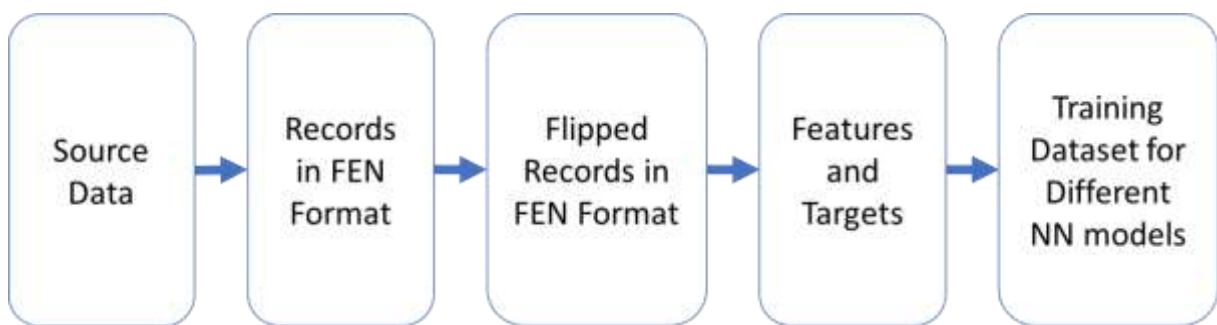 Source
Data
Records
in FEN
Format
Flipped
Records in
FEN Format
Features
and
Targets
Training
Dataset for
Different
NN models